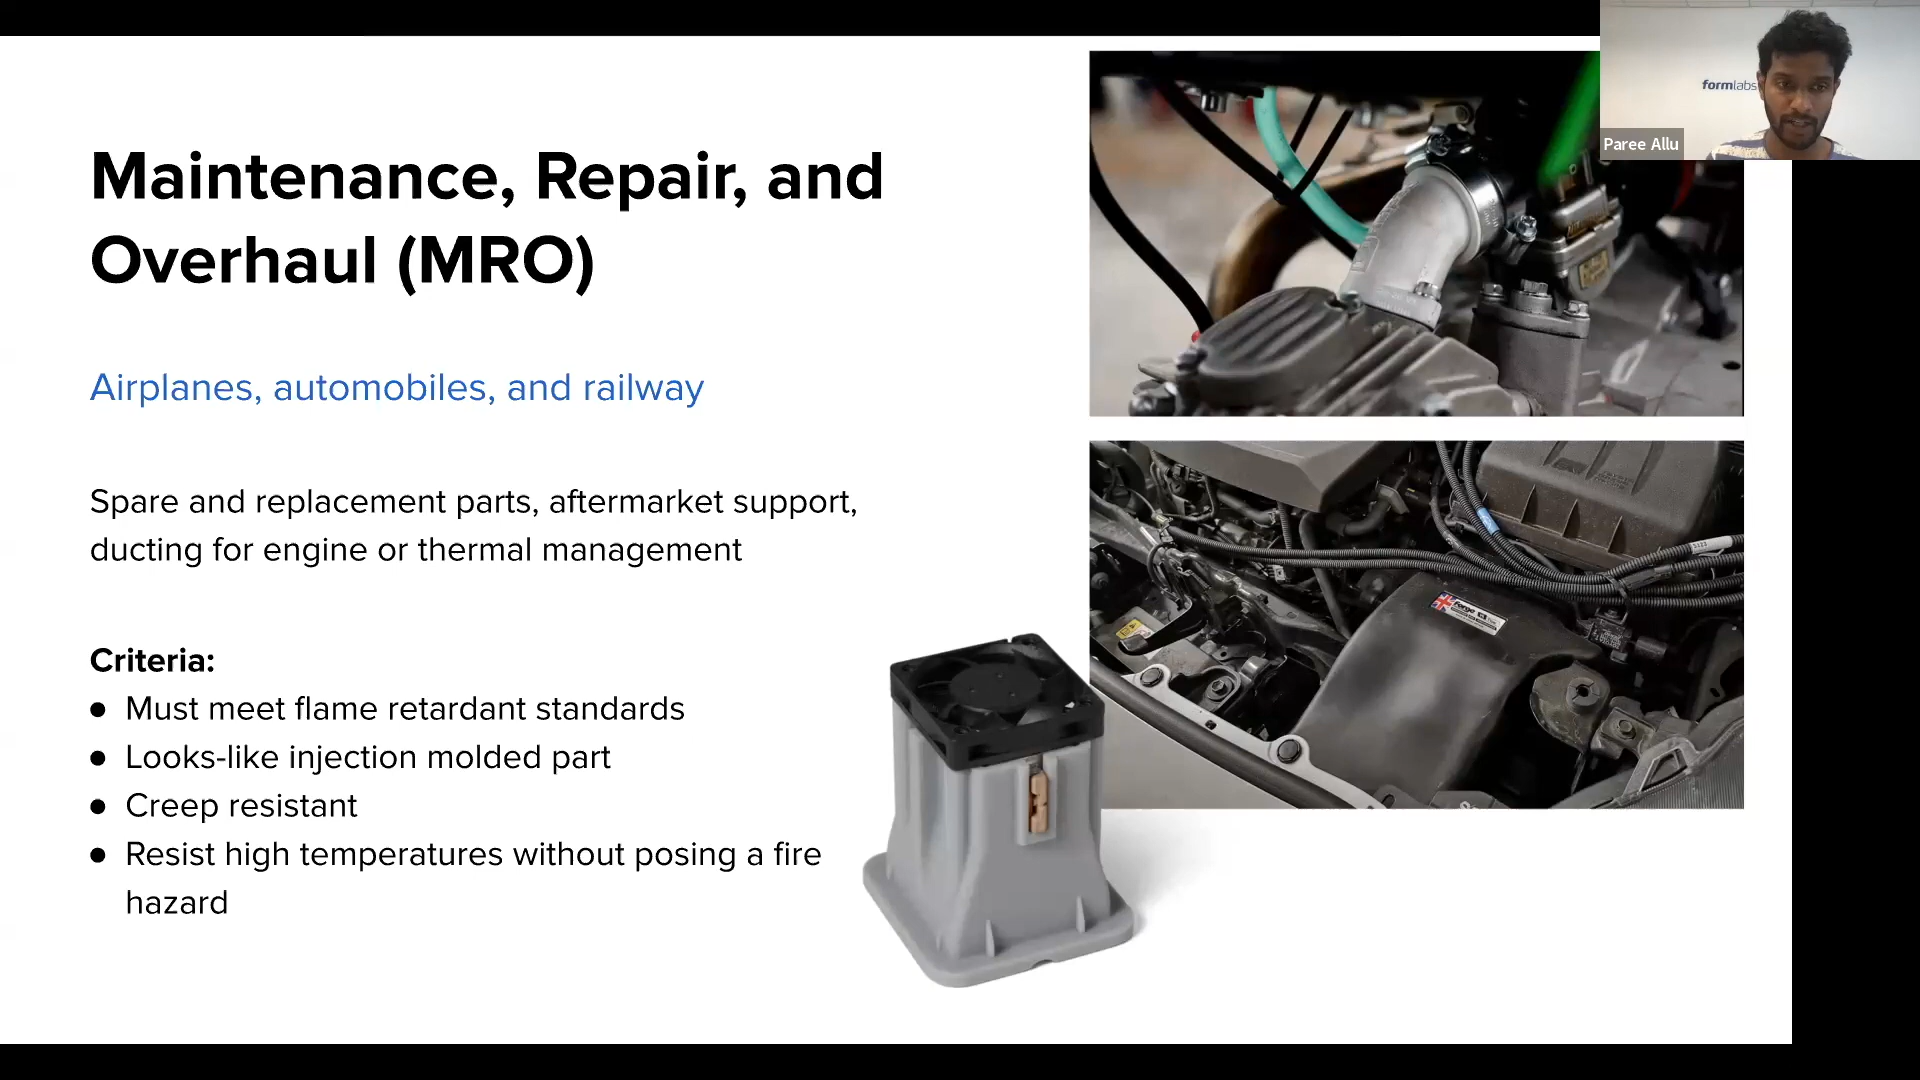 Maintenance, Repair, and
Overhaul (MRO)
Airplanes, automobiles, and railway
Spare and replacement parts, aftermarket support,
ducting for engine or thermal management
Criteria:
● Must meet flame retardant standards
● Looks-like injection molded part
● Creep resistant
● Resist high temperatures without posing a fire
hazard
formlabs
Paree Allu
Forge